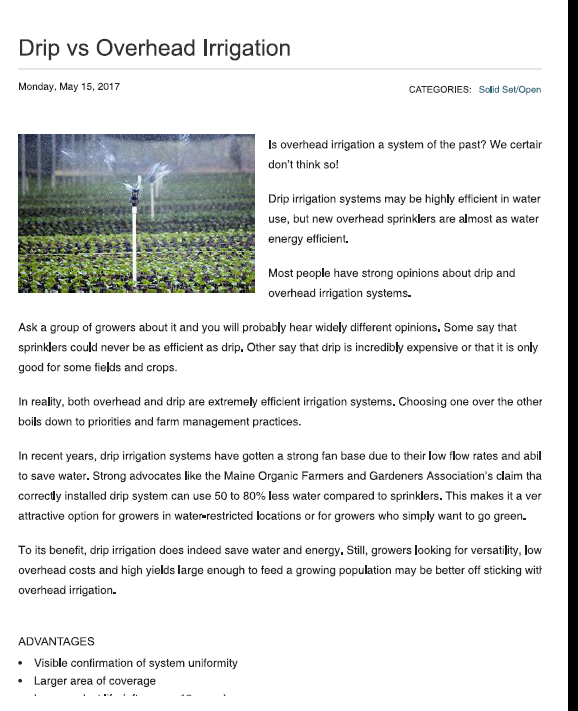 Drip vs Overhead Irrigation
Monday, May 15, 2017
CATEGORIES: Solid Set/Open
Is overhead irrigation a system of the past? We certain
don't think so!
Drip irrigation systems may be highly efficient in water
use, but new overhead sprinklers are almost as water
energy efficient.
Most people have strong opinions about drip and
overhead irrigation systems.
Ask a group of growers about it and you will probably hear widely different opinions. Some say that
sprinklers could never be as efficient as drip. Other say that drip is incredibly expensive or that it is only
good for some fields and crops.
In reality, both overhead and drip are extremely efficient irrigation systems. Choosing one over the other
boils down to priorities and farm management practices.
In recent years, drip irrigation systems have gotten a strong fan base due to their low flow rates and abil
to save water. Strong advocates like the Maine Organic Farmers and Gardeners Association's claim tha
correctly installed drip system can use 50 to 80% less water compared to sprinklers. This makes it a ver
attractive option for growers in water-restricted locations or for growers who simply want to go green.
To its benefit, drip irrigation does indeed save water and energy. Still, growers looking for versatility, low
overhead costs and high yields large enough to feed a growing population may be better off sticking with
overhead irrigation.
ADVANTAGES
• Visible confirmation of system uniformity
• Larger area of coverage